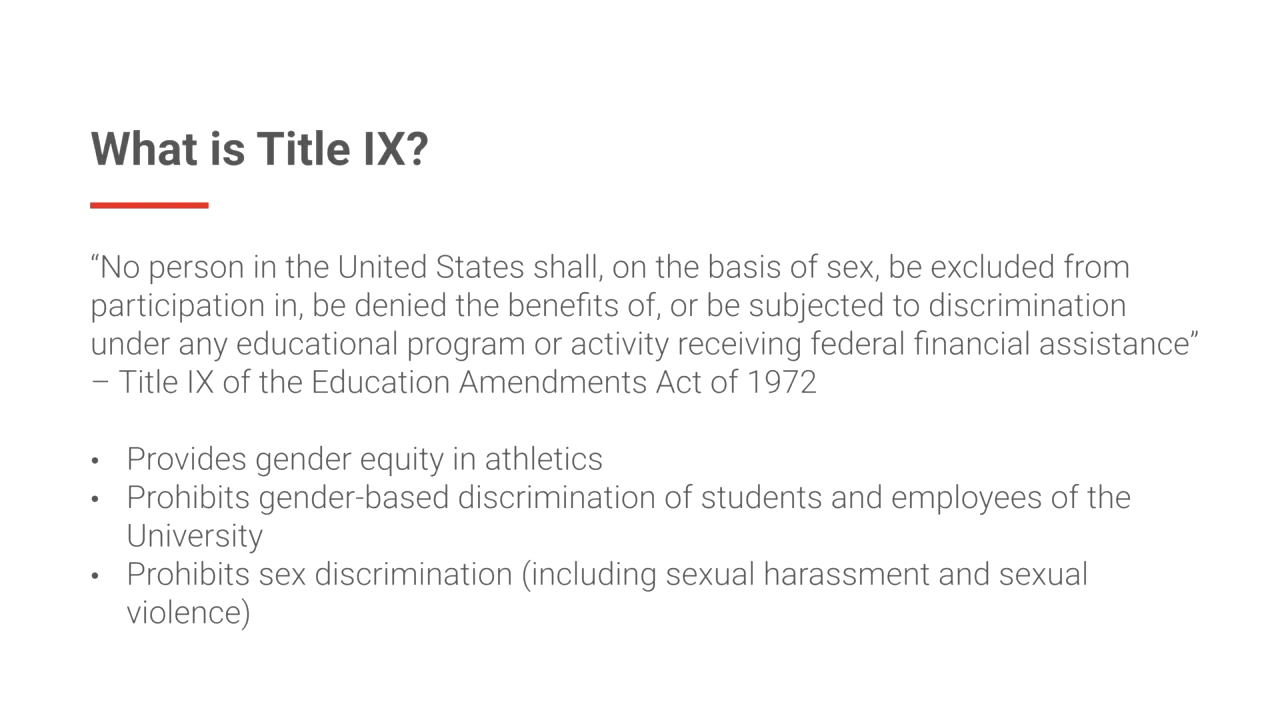 What is Title IX?
“No person in the United States shall, on the basis of sex, be excluded from
participation in, be denied the benefits of, or be subjected to discrimination
under any educational program or activity receiving federal financial assistance”
– Title IX of the Education Amendments Act of 1972
• Provides gender equity in athletics
• Prohibits gender-based discrimination of students and employees of the
University
• Prohibits sex discrimination (including sexual harassment and sexual
violence)